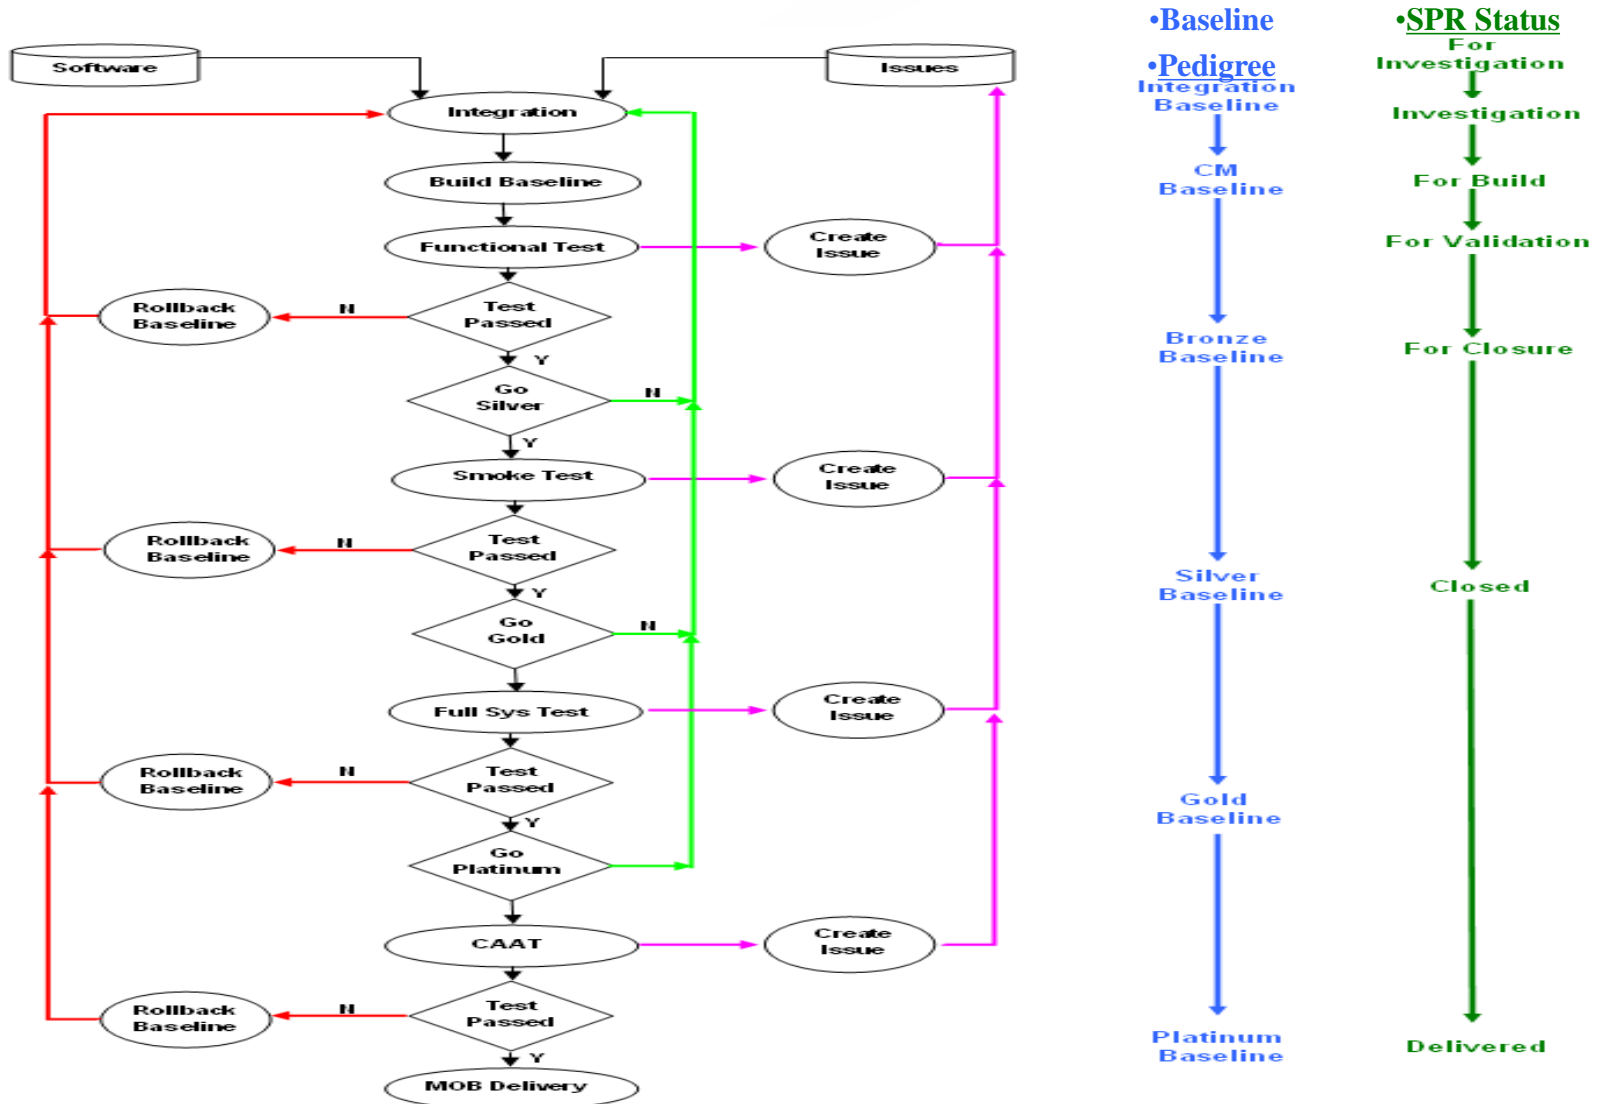 •Baseline
•Pedigree
•SPR Status
Software
Issues
Integration
Build Baseline
Functional Test
Create
Issue
Test
Passed
N
Rollback
Baseline
Y
Go
Silver
N
Y
Smoke Test
Create
Issue
Test
Passed
N
Rollback
Baseline
Y
Go
Gold
N
Full Sys Test
Create
Issue
Test
Passed
N
Rollback
Baseline
Y
Go
Platinum
CAAT
Create
Issue
Test
Passed
N
Rollback
Baseline
Y
MOB Delivery
Integration
Baseline
CM
Baseline
Bronze
Baseline
Silver
Baseline
Gold
Baseline
Platinum
Baseline
For
Investigation
Investigation
For Build
For Validation
For Closure
Closed
Delivered